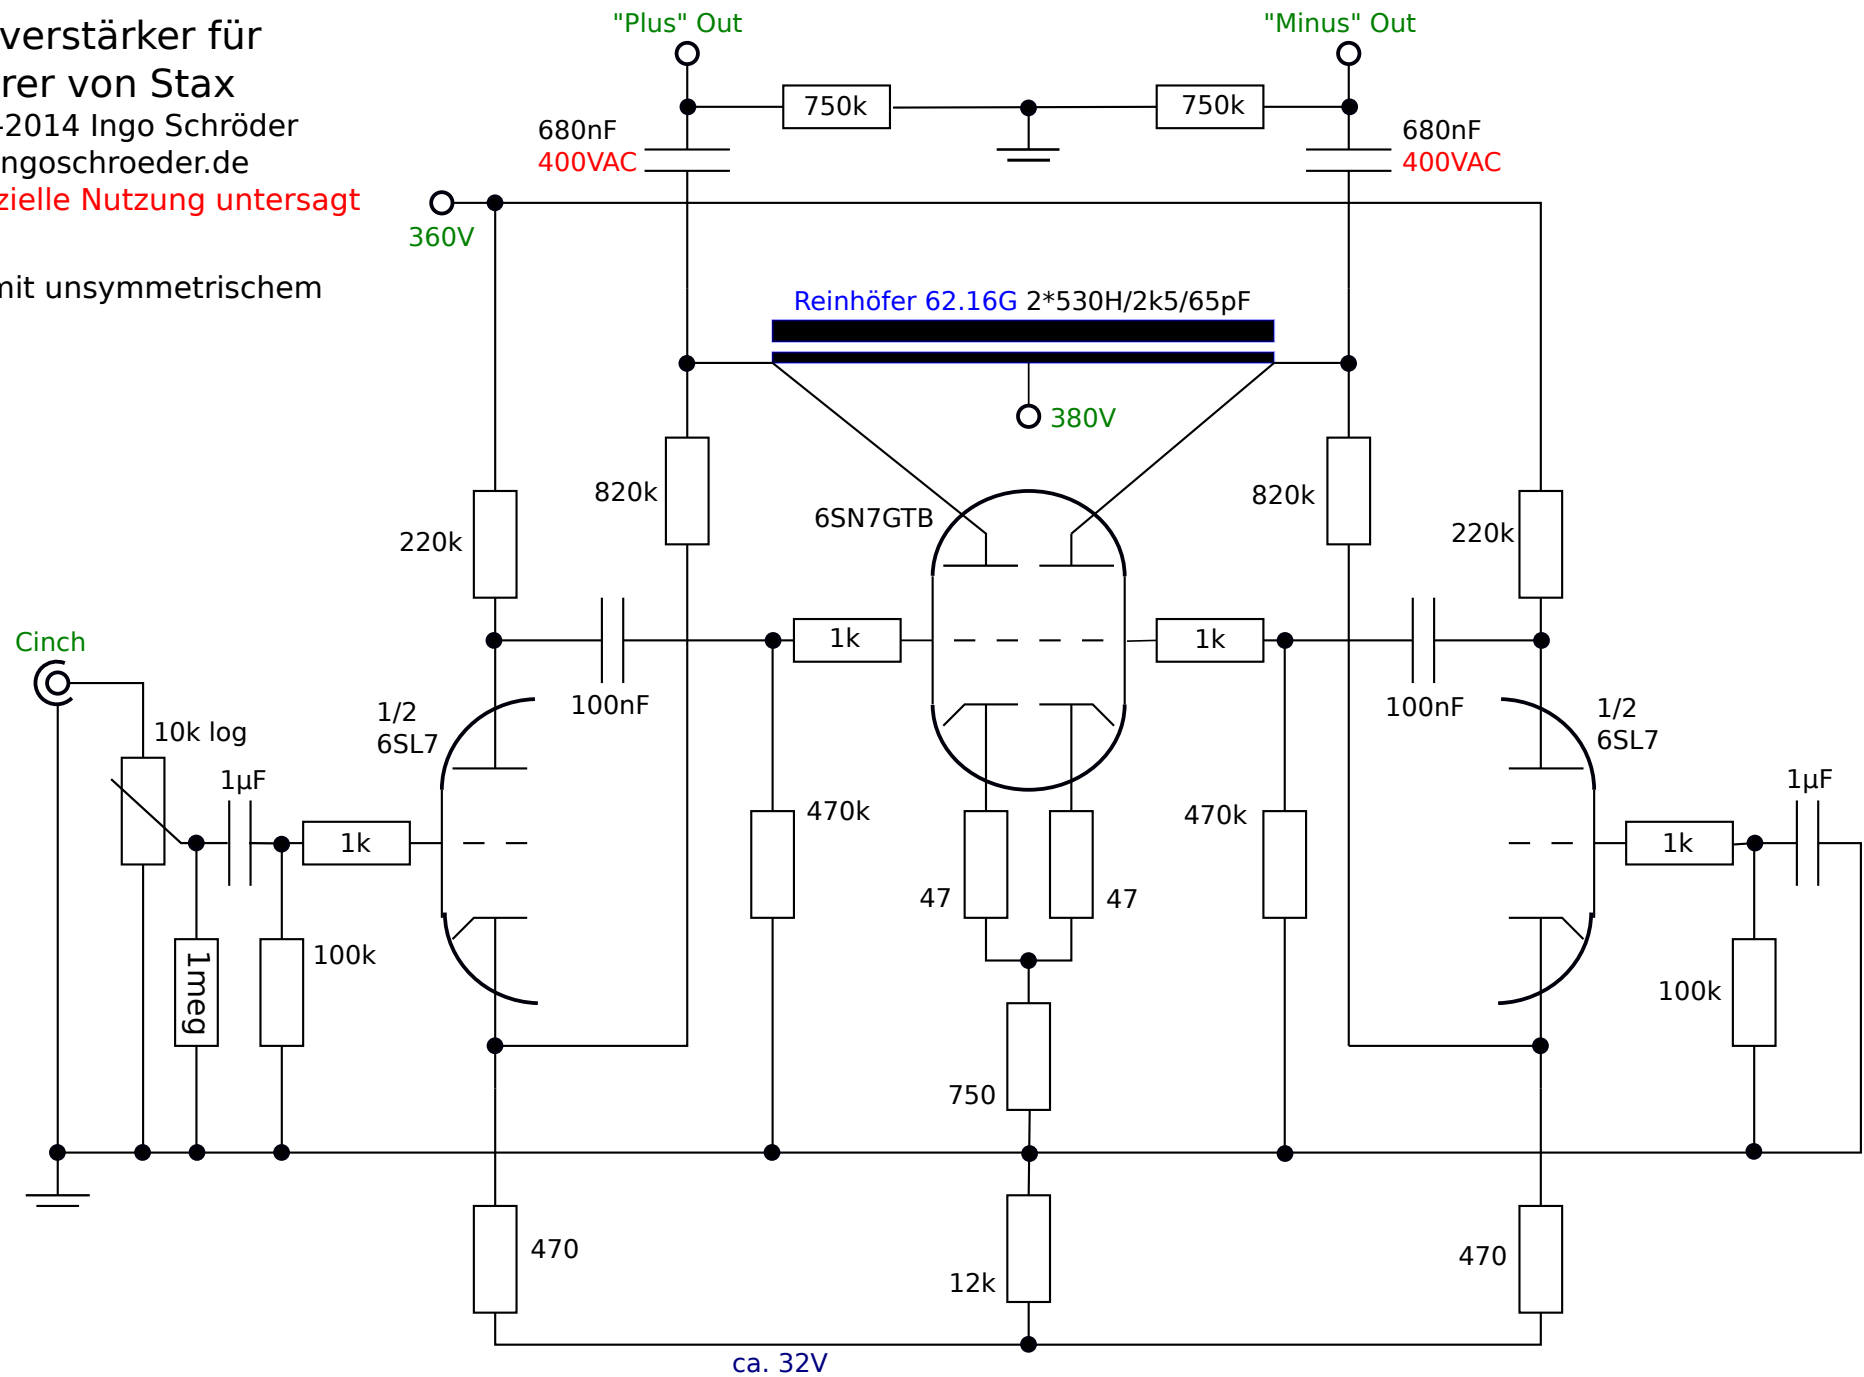 verstärker für
rer von Stax
-2014 Ingo Schröder
ngoschroeder.de
zielle Nutzung untersagt
mit unsymmetrischem
"Plus" Out
"Minus" Out
750k
750k
680nF
400VAC
680nF
400VAC
360V
Reinhöfer 62.16G 2*530H/2k5/65pF
380V
820k
820k
6SN7GTB
220k
220k
Cinch
1k
1k
100nF
100nF
1/2
6SL7
1/2
6SL7
10k log
1µF
1µF
470k
470k
1k
1k
47
47
1meg
100k
100k
750
470
470
12k
ca. 32V